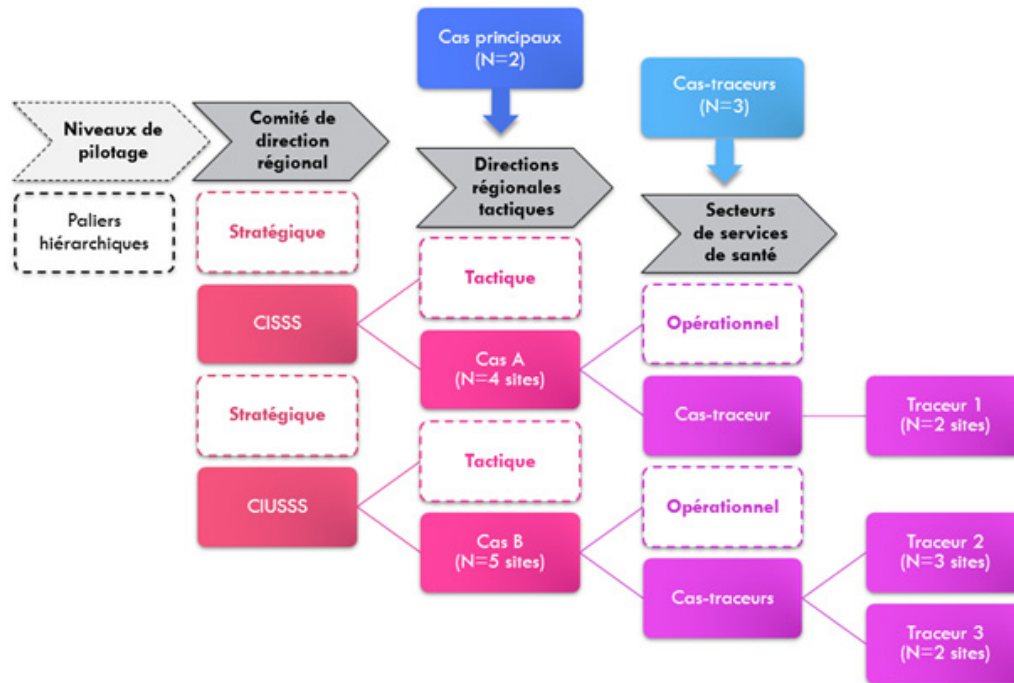 Cas principaux
(N=2)
Cas-traceurs
(N=3)
Niveaux de
pilotage
Comité de
direction
régional
Directions
régionales
tactiques
Secteurs
de services
de santé
Paliers
hiérarchiques
Stratégique
Tactique
Opérationnel
CISSS
Cas A
(N=4 sites)
Cas-traceur
Traceur 1
(N=2 sites)
Stratégique
Tactique
Opérationnel
CIUSSS
Cas B
(N=5 sites)
Cas-traceurs
Traceur 2
(N=3 sites)
Traceur 3
(N=2 sites)